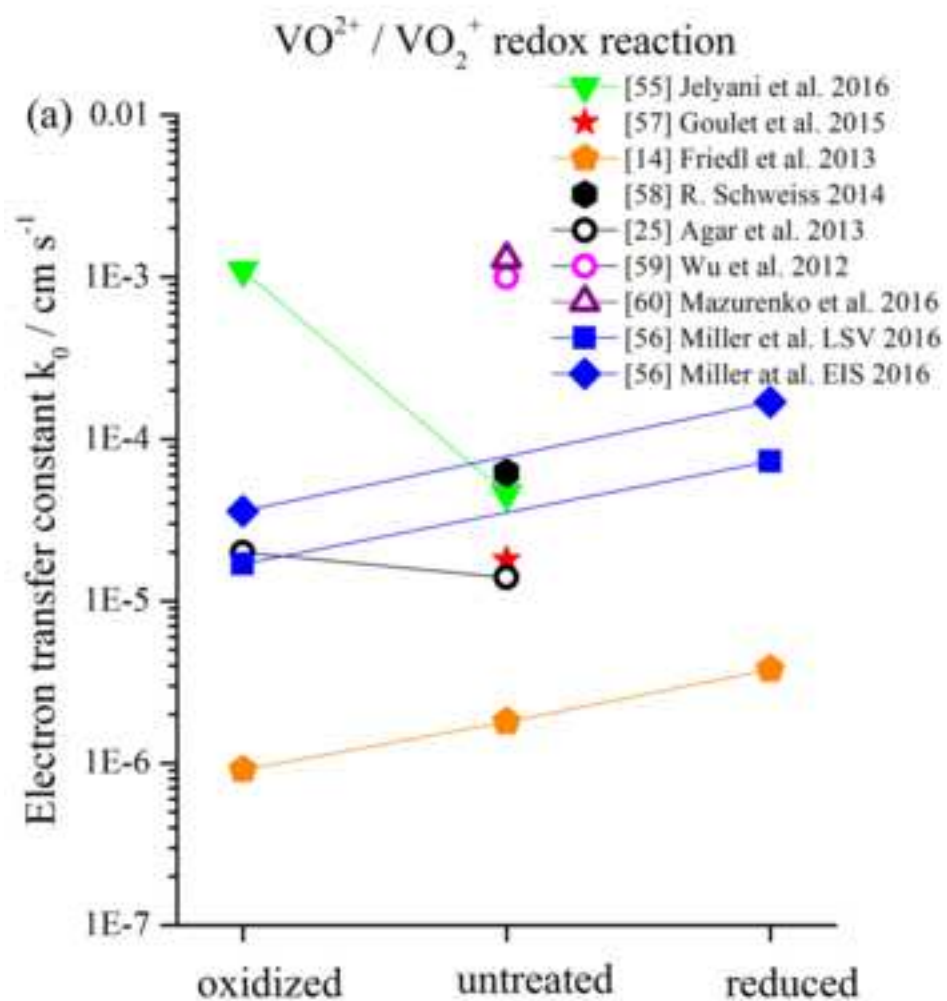 VO²⁺ / VO₂⁺ redox reaction
(a)
0.01
1E-3
1E-4
1E-5
1E-6
1E-7
Electron transfer constant k₀ / cm s⁻¹
[55] Jelyani et al. 2016
[57] Goulet et al. 2015
[14] Friedl et al. 2013
[58] R. Schweiss 2014
[25] Agar et al. 2013
[59] Wu et al. 2012
[60] Mazurenko et al. 2016
[56] Miller et al. LSV 2016
[56] Miller at al. EIS 2016
oxidized untreated reduced